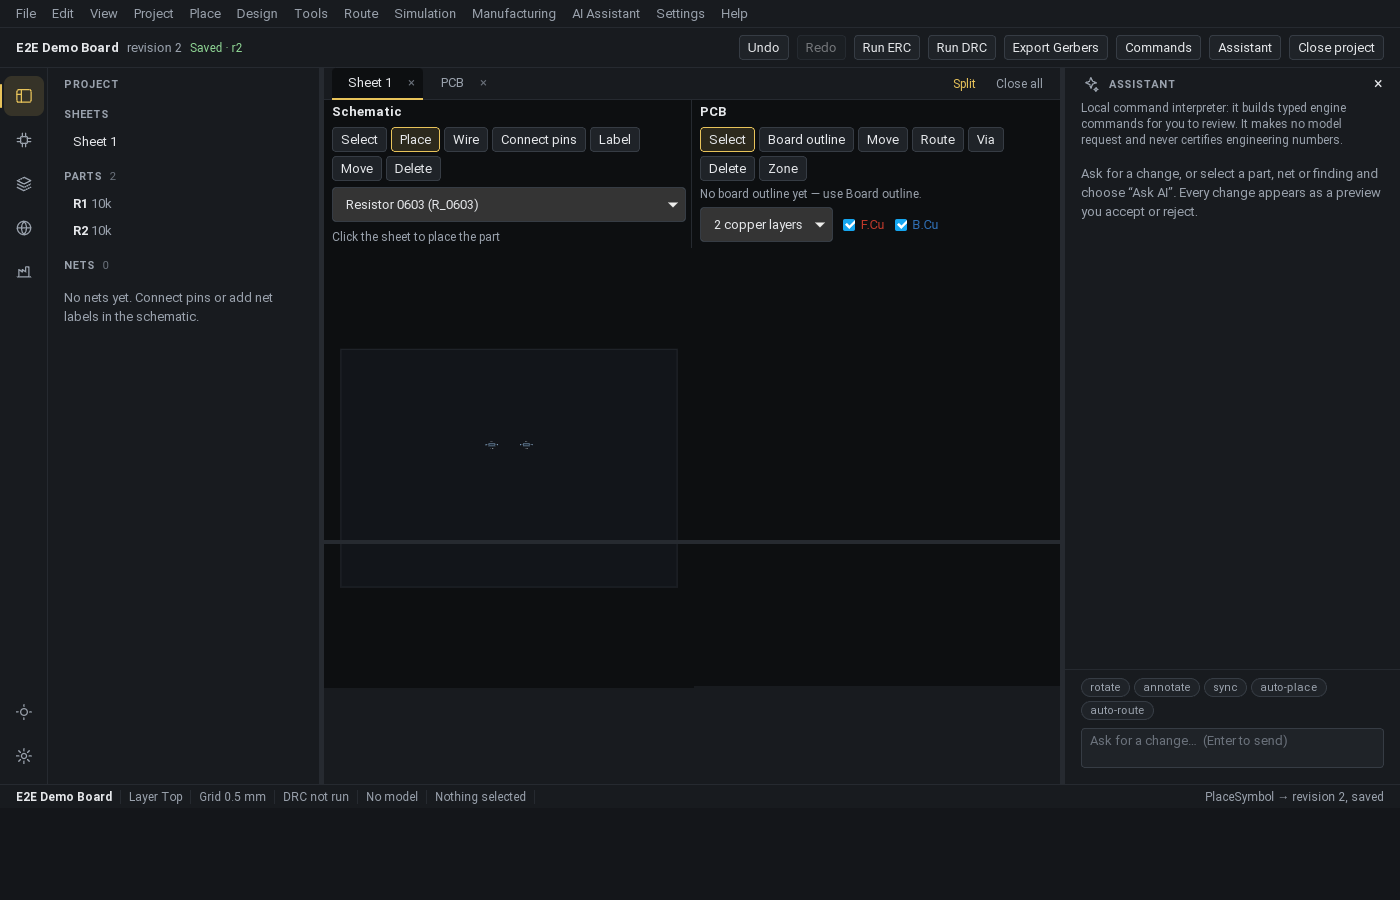 File Edit View Project Place Design Tools Route Simulation Manufacturing AI Assistant Settings Help
E2E Demo Board revision 2 Saved · r2 Undo Redo Run ERC Run DRC Export Gerbers Commands Assistant Close project
PROJECT
SHEETS
Sheet 1
PARTS 2
R1 10k
R2 10k
NETS 0
No nets yet. Connect pins or add net
labels in the schematic.
Sheet 1 × PCB × Split Close all
Schematic
Select Place Wire Connect pins Label
Move Delete
Resistor 0603 (R_0603)
Click the sheet to place the part
PCB
Select Board outline Move Route Via
Delete Zone
No board outline yet — use Board outline.
2 copper layers F.Cu B.Cu
ASSISTANT ×
Local command interpreter: it builds typed engine
commands for you to review. It makes no model
request and never certifies engineering numbers.
Ask for a change, or select a part, net or finding and
choose “Ask AI”. Every change appears as a preview
you accept or reject.
rotate annotate sync auto-place
auto-route
Ask for a change… (Enter to send)
E2E Demo Board Layer Top Grid 0.5 mm DRC not run No model Nothing selected PlaceSymbol → revision 2, saved